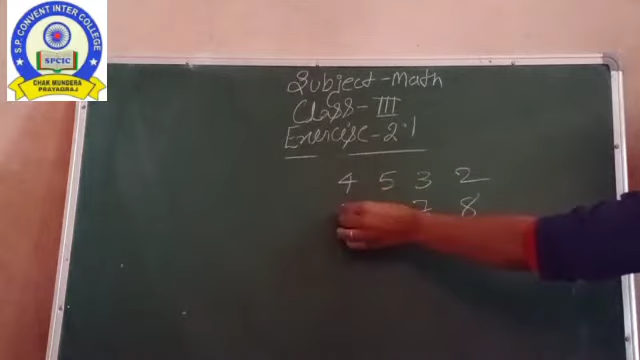 S.P. CONVENT INTER COLLEGE
SPCIC
CHAK MUNDERA
PRAYAGRAJ
Subject - Math
Class - III
Exercise - 2.1
4 5 3 2
7 8